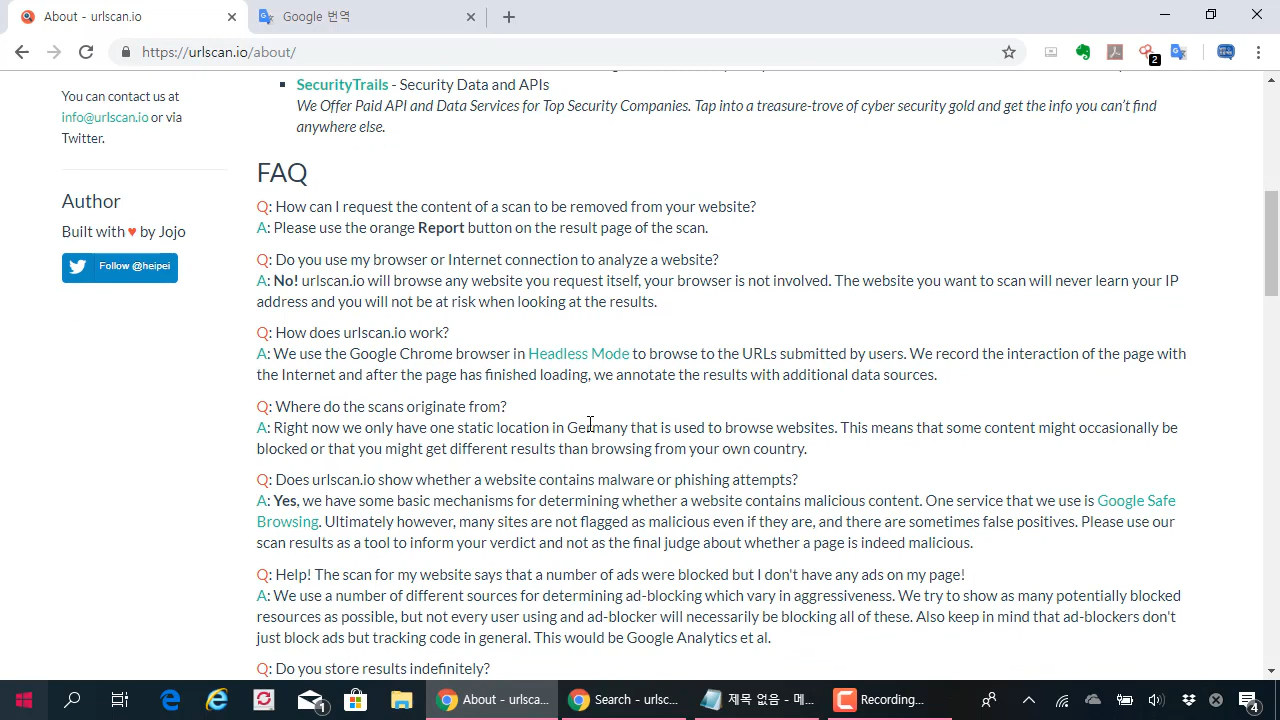 About - urlscan.io
Google 번역
https://urlscan.io/about/
2
You can contact us at
info@urlscan.io or via
Twitter.
Author
Built with ♥ by Jojo
Follow @heipei
SecurityTrails - Security Data and APIs
We Offer Paid API and Data Services for Top Security Companies. Tap into a treasure-trove of cyber security gold and get the info you can't find
anywhere else.
FAQ
Q: How can I request the content of a scan to be removed from your website?
A: Please use the orange Report button on the result page of the scan.
Q: Do you use my browser or Internet connection to analyze a website?
A: No! urlscan.io will browse any website you request itself, your browser is not involved. The website you want to scan will never learn your IP
address and you will not be at risk when looking at the results.
Q: How does urlscan.io work?
A: We use the Google Chrome browser in Headless Mode to browse to the URLs submitted by users. We record the interaction of the page with
the Internet and after the page has finished loading, we annotate the results with additional data sources.
Q: Where do the scans originate from?
A: Right now we only have one static location in Germany that is used to browse websites. This means that some content might occasionally be
blocked or that you might get different results than browsing from your own country.
Q: Does urlscan.io show whether a website contains malware or phishing attempts?
A: Yes, we have some basic mechanisms for determining whether a website contains malicious content. One service that we use is Google Safe
Browsing. Ultimately however, many sites are not flagged as malicious even if they are, and there are sometimes false positives. Please use our
scan results as a tool to inform your verdict and not as the final judge about whether a page is indeed malicious.
Q: Help! The scan for my website says that a number of ads were blocked but I don't have any ads on my page!
A: We use a number of different sources for determining ad-blocking which vary in aggressiveness. We try to show as many potentially blocked
resources as possible, but not every user using and ad-blocker will necessarily be blocking all of these. Also keep in mind that ad-blockers don't
just block ads but tracking code in general. This would be Google Analytics et al.
Q: Do you store results indefinitely?
1
About - urlsca...
Search - urlsc...
제목 없음 - 메...
Recording...
4